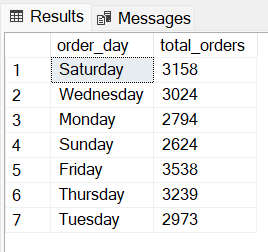 Results Messages
order_day total_orders
1 Saturday 3158
2 Wednesday 3024
3 Monday 2794
4 Sunday 2624
5 Friday 3538
6 Thursday 3239
7 Tuesday 2973